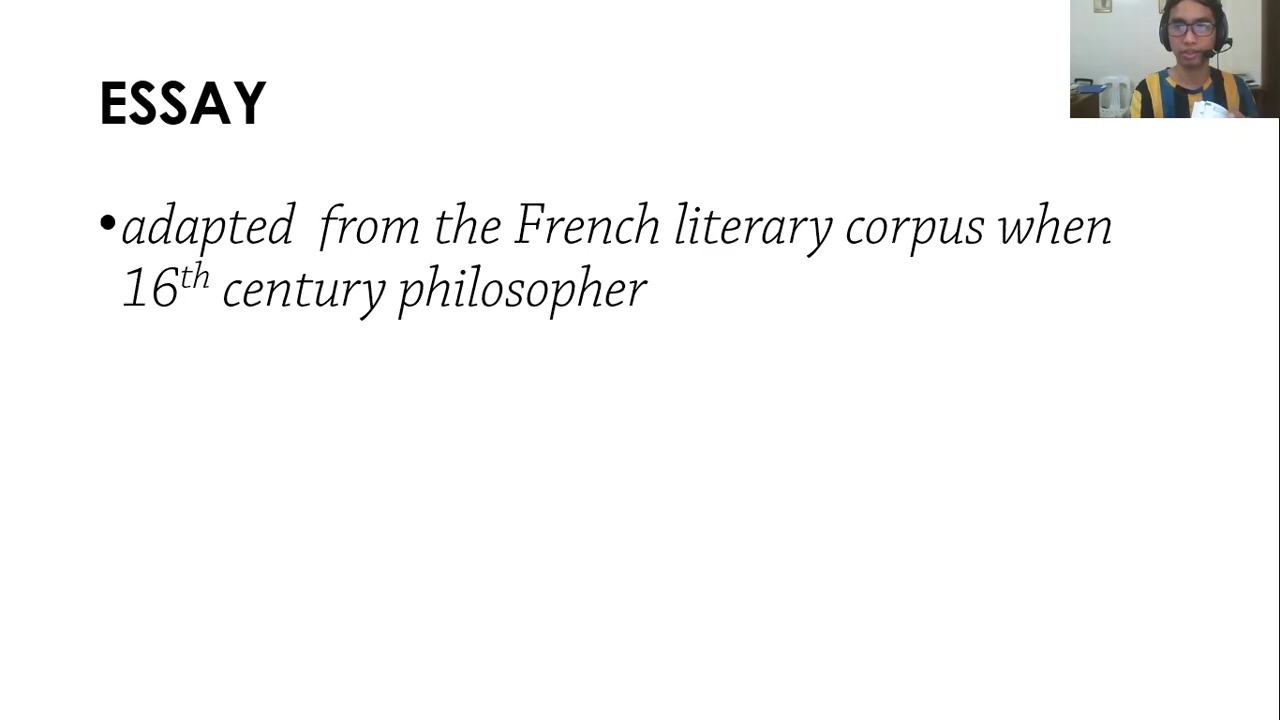 ESSAY
•adapted  from the French literary corpus when
16th century philosopher